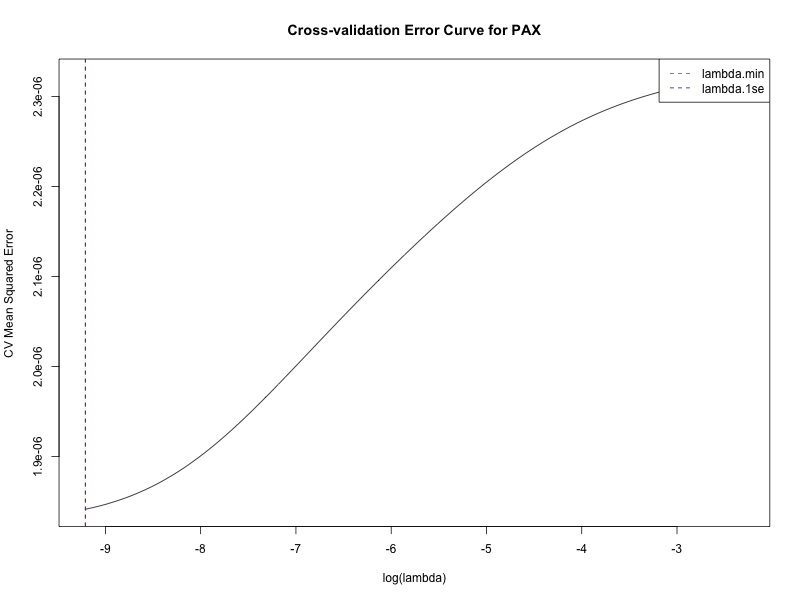 Cross-validation Error Curve for PAX
lambda.min
lambda.1se
CV Mean Squared Error
2.3e-06
2.2e-06
2.1e-06
2.0e-06
1.9e-06
-9 -8 -7 -6 -5 -4 -3
log(lambda)